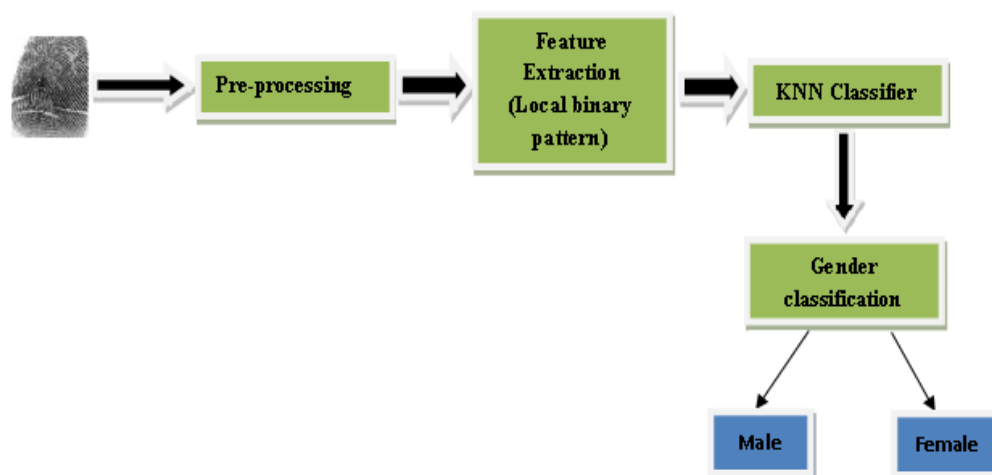 Pre-processing
Feature
Extraction
(Local binary
pattern)
KNN Classifier
Gender
classification
Male
Female